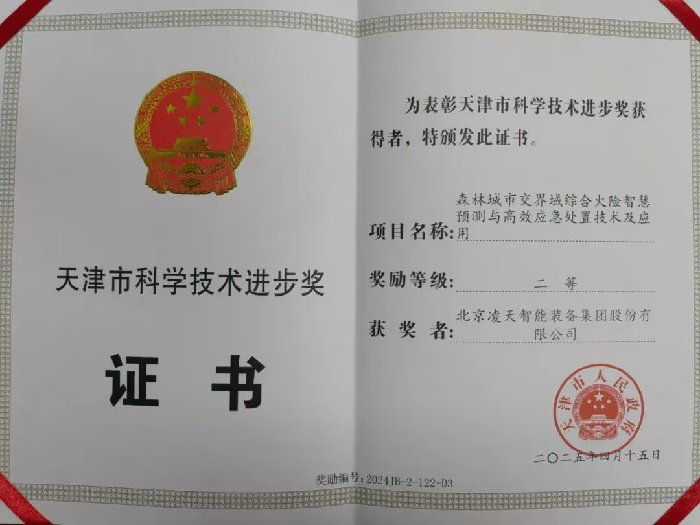 天津市科学技术进步奖
证书
为表彰天津市科学技术进步奖获
得者，特颁发此证书。
森林城市交界域综合火险智慧
预测与高效应急处置技术及应
项目名称:用
奖励等级:二等
获奖者:北京凌天智能装备集团股份有
限公司
天津市人民政府
二〇二五年四月十五日
奖励编号:2024JB-2-122-D3